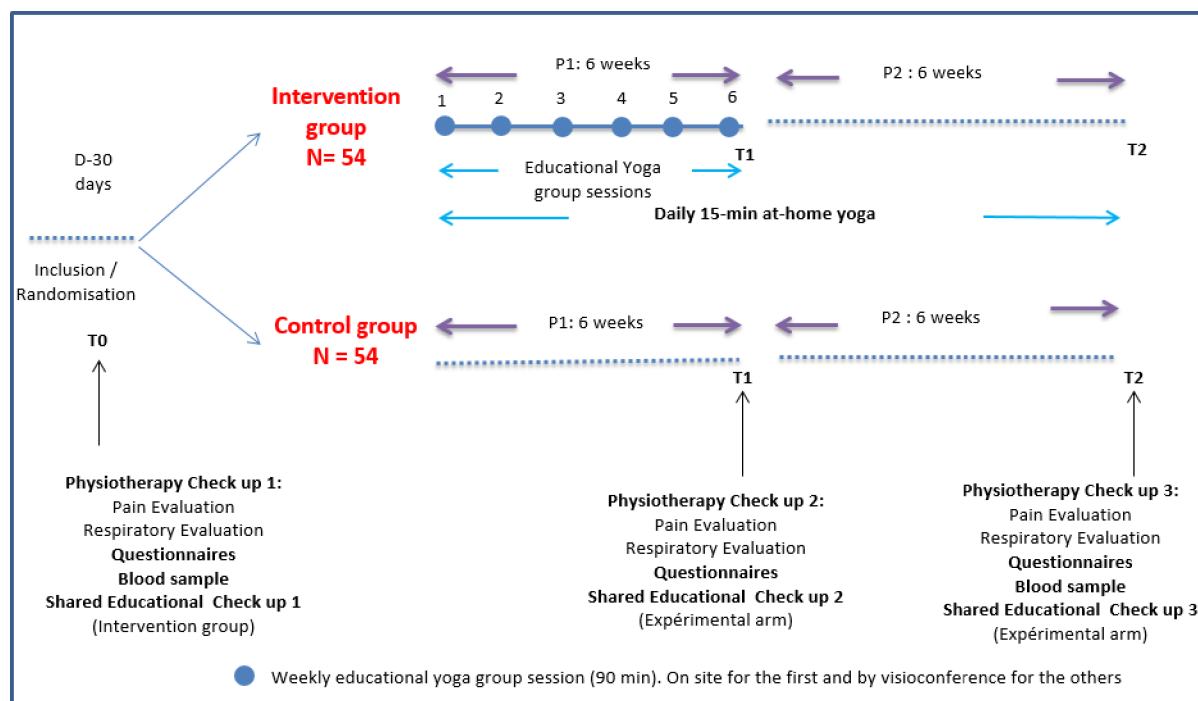 P1: 6 weeks
P2 : 6 weeks
Intervention
group
N= 54
1 2 3 4 5 6
T1
T2
Educational Yoga
group sessions
Daily 15-min at-home yoga
D-30
days
Inclusion /
Randomisation
T0
Control group
N = 54
P1: 6 weeks
P2 : 6 weeks
T1
T2
Physiotherapy Check up 1:
Pain Evaluation
Respiratory Evaluation
Questionnaires
Blood sample
Shared Educational Check up 1
(Intervention group)
Physiotherapy Check up 2:
Pain Evaluation
Respiratory Evaluation
Questionnaires
Shared Educational Check up 2
(Expérimental arm)
Physiotherapy Check up 3:
Pain Evaluation
Respiratory Evaluation
Questionnaires
Blood sample
Shared Educational Check up 3
(Expérimental arm)
Weekly educational yoga group session (90 min). On site for the first and by visioconference for the others